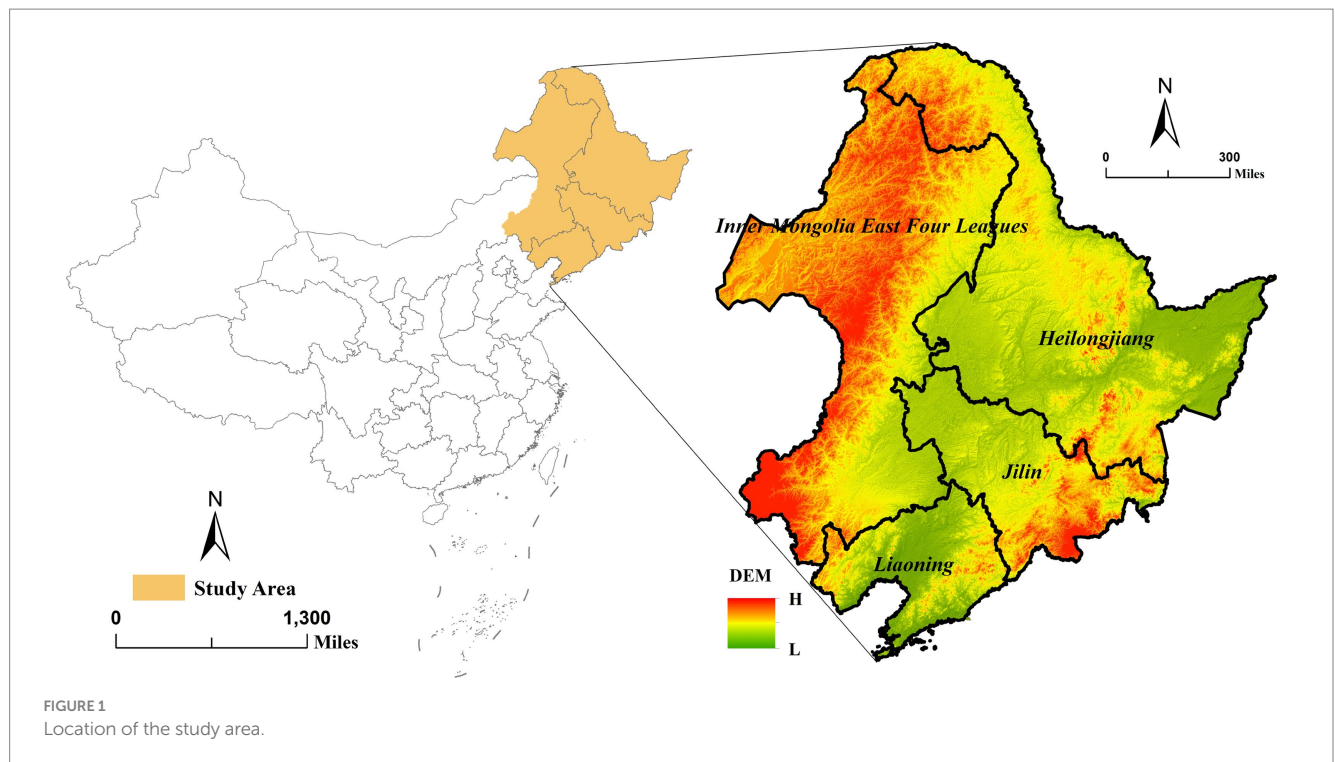 N
0
300
Miles
Inner Mongolia East Four Leagues
Heilongjiang
Jilin
Liaoning
DEM
H
L
N
Study Area
0
1,300
Miles
FIGURE 1
Location of the study area.